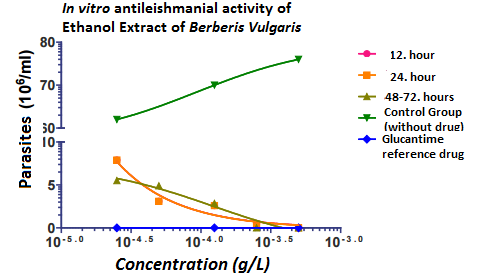 In vitro antileishmanial activity of
Ethanol Extract of Berberis Vulgaris
80
70
60
10
5
0
10-5.0 10-4.5 10-4.0 10-3.5 10-3.0
Parasites (10⁶/ml)
Concentration (g/L)
12. hour
24. hour
48-72. hours
Control Group
(without drug)
Glucantime
reference drug